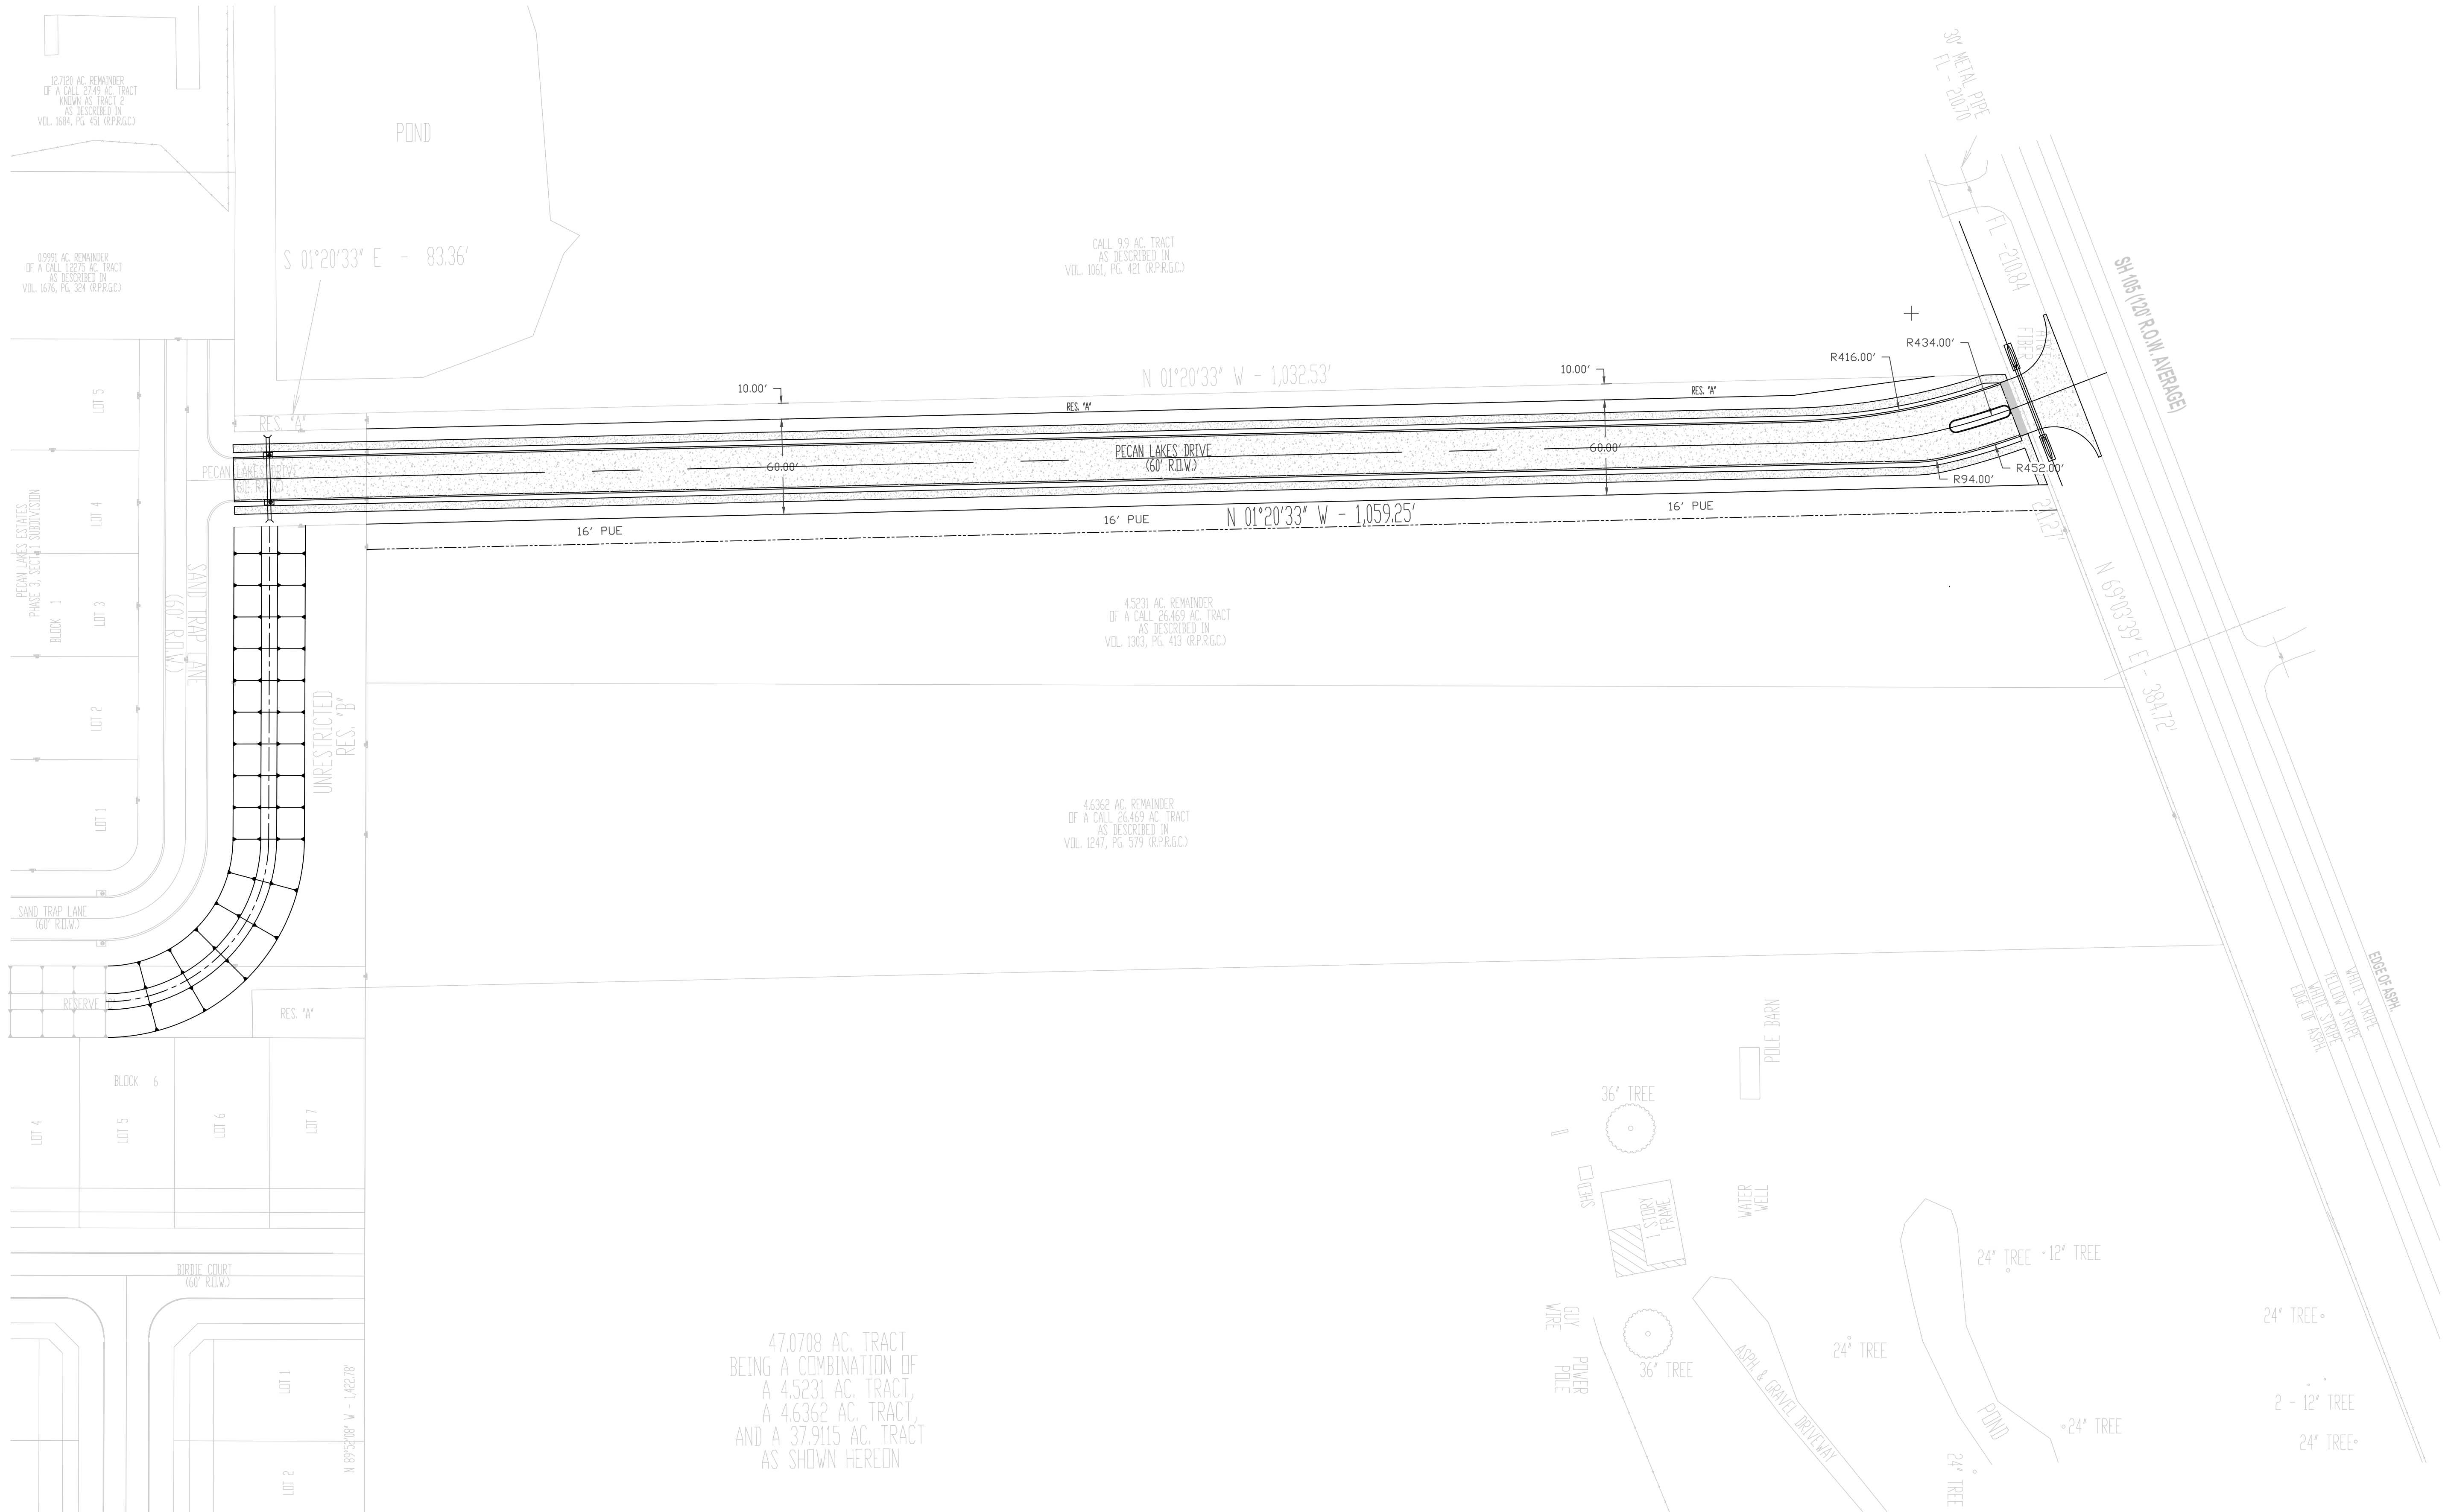 12.7120 AC. REMAINDER
OF A CALL 27.49 AC. TRACT
KNOWN AS TRACT 2
AS DESCRIBED IN
VOL. 1684, PG. 451 (R.P.R.G.C.)
POND
30" METAL PIPE
FL - 210.70
0.9991 AC. REMAINDER
OF A CALL 1.2275 AC. TRACT
AS DESCRIBED IN
VOL. 1676, PG. 324 (R.P.R.G.C.)
S 01°20'33" E - 83.36'
CALL 9.9 AC. TRACT
AS DESCRIBED IN
VOL. 1061, PG. 421 (R.P.R.G.C.)
FL -210.84
SH 105 (120' R.O.W. AVERAGE)
FIBER
R434.00'
R416.00'
10.00'
10.00'
N 01°20'33" W - 1,032.53'
RES. "A"
RES. "A"
RES. "A"
LOT 5
PECAN LAKES DRIVE
PECAN LAKES DRIVE
(60' R.O.W.)
60.00'
60.00'
R452.00'
R94.00'
16' PUE
16' PUE
16' PUE
N 01°20'33" W - 1,059.25'
27.27'
PECAN LAKES ESTATES
PHASE 3, SECT. 1 SUBDIVISION
BLOCK 1
LOT 4
LOT 3
LOT 2
LOT 1
SAND TRAP LANE
(60' R.O.W.)
UNRESTRICTED
RES. "B"
4.5231 AC. REMAINDER
OF A CALL 26.469 AC. TRACT
AS DESCRIBED IN
VOL. 1303, PG. 413 (R.P.R.G.C.)
N 69°03'39" E - 384.72'
4.6362 AC. REMAINDER
OF A CALL 26.469 AC. TRACT
AS DESCRIBED IN
VOL. 1247, PG. 579 (R.P.R.G.C.)
SAND TRAP LANE
(60' R.O.W.)
RESERVE
RES. "A"
EDGE OF ASPH.
WHITE STRIPE
YELLOW STRIPE
WHITE STRIPE
EDGE OF ASPH.
POLE BARN
BLOCK 6
LOT 4
LOT 5
LOT 6
LOT 7
36" TREE
SHED
1 STORY
FRAME
WATER
WELL
BIRDIE COURT
(60' R.O.W.)
24" TREE
12" TREE
GUY
WIRE
24" TREE
24" TREE
36" TREE
POWER
POLE
ASPH. & GRAVEL DRIVEWAY
POND
47.0708 AC. TRACT
BEING A COMBINATION OF
A 4.5231 AC. TRACT,
A 4.6362 AC. TRACT,
AND A 37.9115 AC. TRACT
AS SHOWN HEREON
LOT 1
LOT 2
N 89°52'08" W - 1,422.78'
24" TREE
2 - 12" TREE
24" TREE
24" TREE